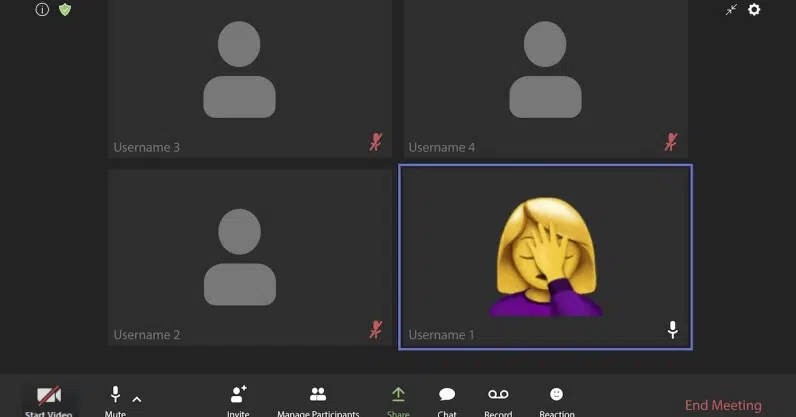 Username 3
Username 4
Username 2
Username 1
Start Video
Mute
Invite
Manage Participants
Share
Chat
Record
Reaction
End Meeting